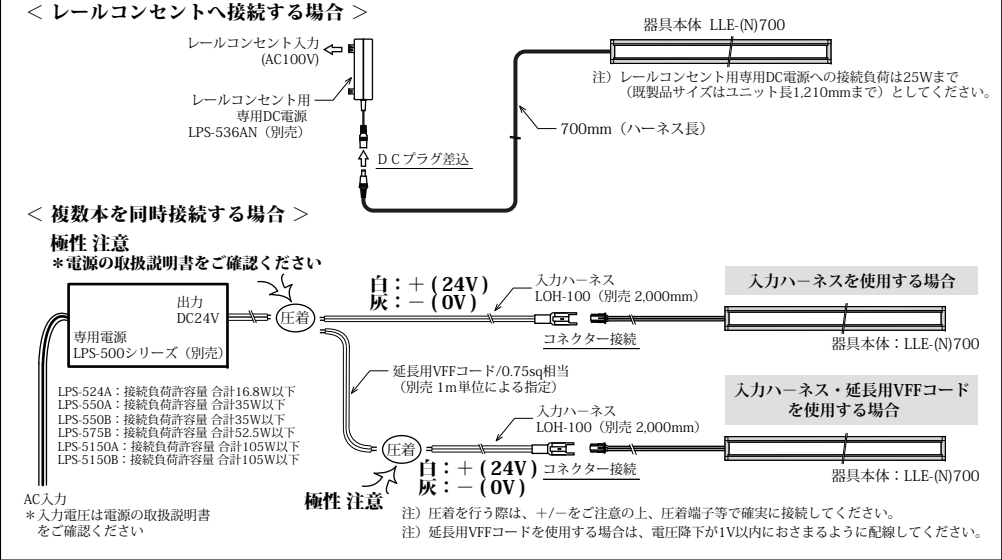 ＜ レールコンセントへ接続する場合 ＞
レールコンセント入力
(AC100V)
レールコンセント用
専用DC電源
LPS-536AN（別売）
ＤＣプラグ差込
器具本体 LLE-(N)700
注）レールコンセント用専用DC電源への接続負荷は25Wまで
（既製品サイズはユニット長1,210mmまで）としてください。
700mm（ハーネス長）
＜ 複数本を同時接続する場合 ＞
極性 注意
＊電源の取扱説明書をご確認ください
出力
DC24V
専用電源
LPS-500シリーズ（別売）
圧着
白：＋ ( 24V )
灰：－ ( 0V )
入力ハーネス
LOH-100（別売 2,000mm）
コネクター接続
入力ハーネスを使用する場合
器具本体：LLE-(N)700
延長用VFFコード/0.75sq相当
（別売 1m単位による指定）
LPS-524A：接続負荷許容量 合計16.8W以下
LPS-550A：接続負荷許容量 合計35W以下
LPS-550B：接続負荷許容量 合計35W以下
LPS-575B：接続負荷許容量 合計52.5W以下
LPS-5150A：接続負荷許容量 合計105W以下
LPS-5150B：接続負荷許容量 合計105W以下
入力ハーネス・延長用VFFコード
を使用する場合
入力ハーネス
LOH-100（別売 2,000mm）
圧着
白：＋ ( 24V )
灰：－ ( 0V )
コネクター接続
器具本体：LLE-(N)700
極性 注意
AC入力
＊入力電圧は電源の取扱説明書
をご確認ください
注）圧着を行う際は、＋/－をご注意の上、圧着端子等で確実に接続してください。
注）延長用VFFコードを使用する場合は、電圧降下が1V以内におさまるように配線してください。